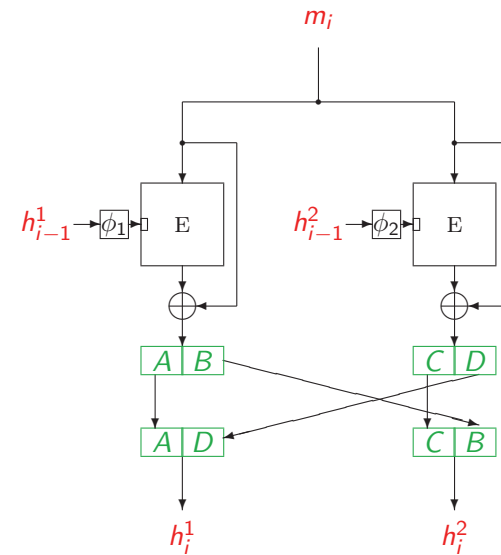 m_i
h^1_{i-1} ϕ_1 E h^2_{i-1} ϕ_2 E
A B C D
A D C B
h^1_i h^2_i